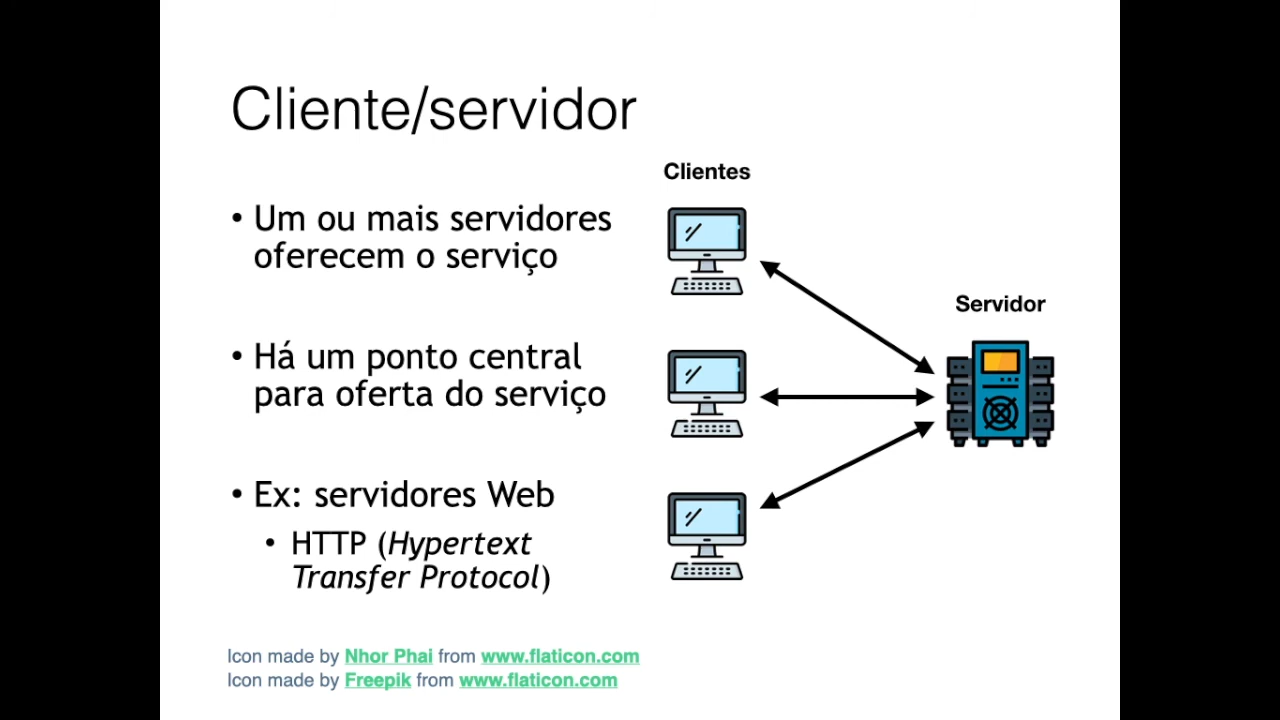 Cliente/servidor
• Um ou mais servidores
oferecem o serviço
• Há um ponto central
para oferta do serviço
• Ex: servidores Web
• HTTP (Hypertext
Transfer Protocol)
Clientes
Servidor
Icon made by Nhor Phai from www.flaticon.com
Icon made by Freepik from www.flaticon.com